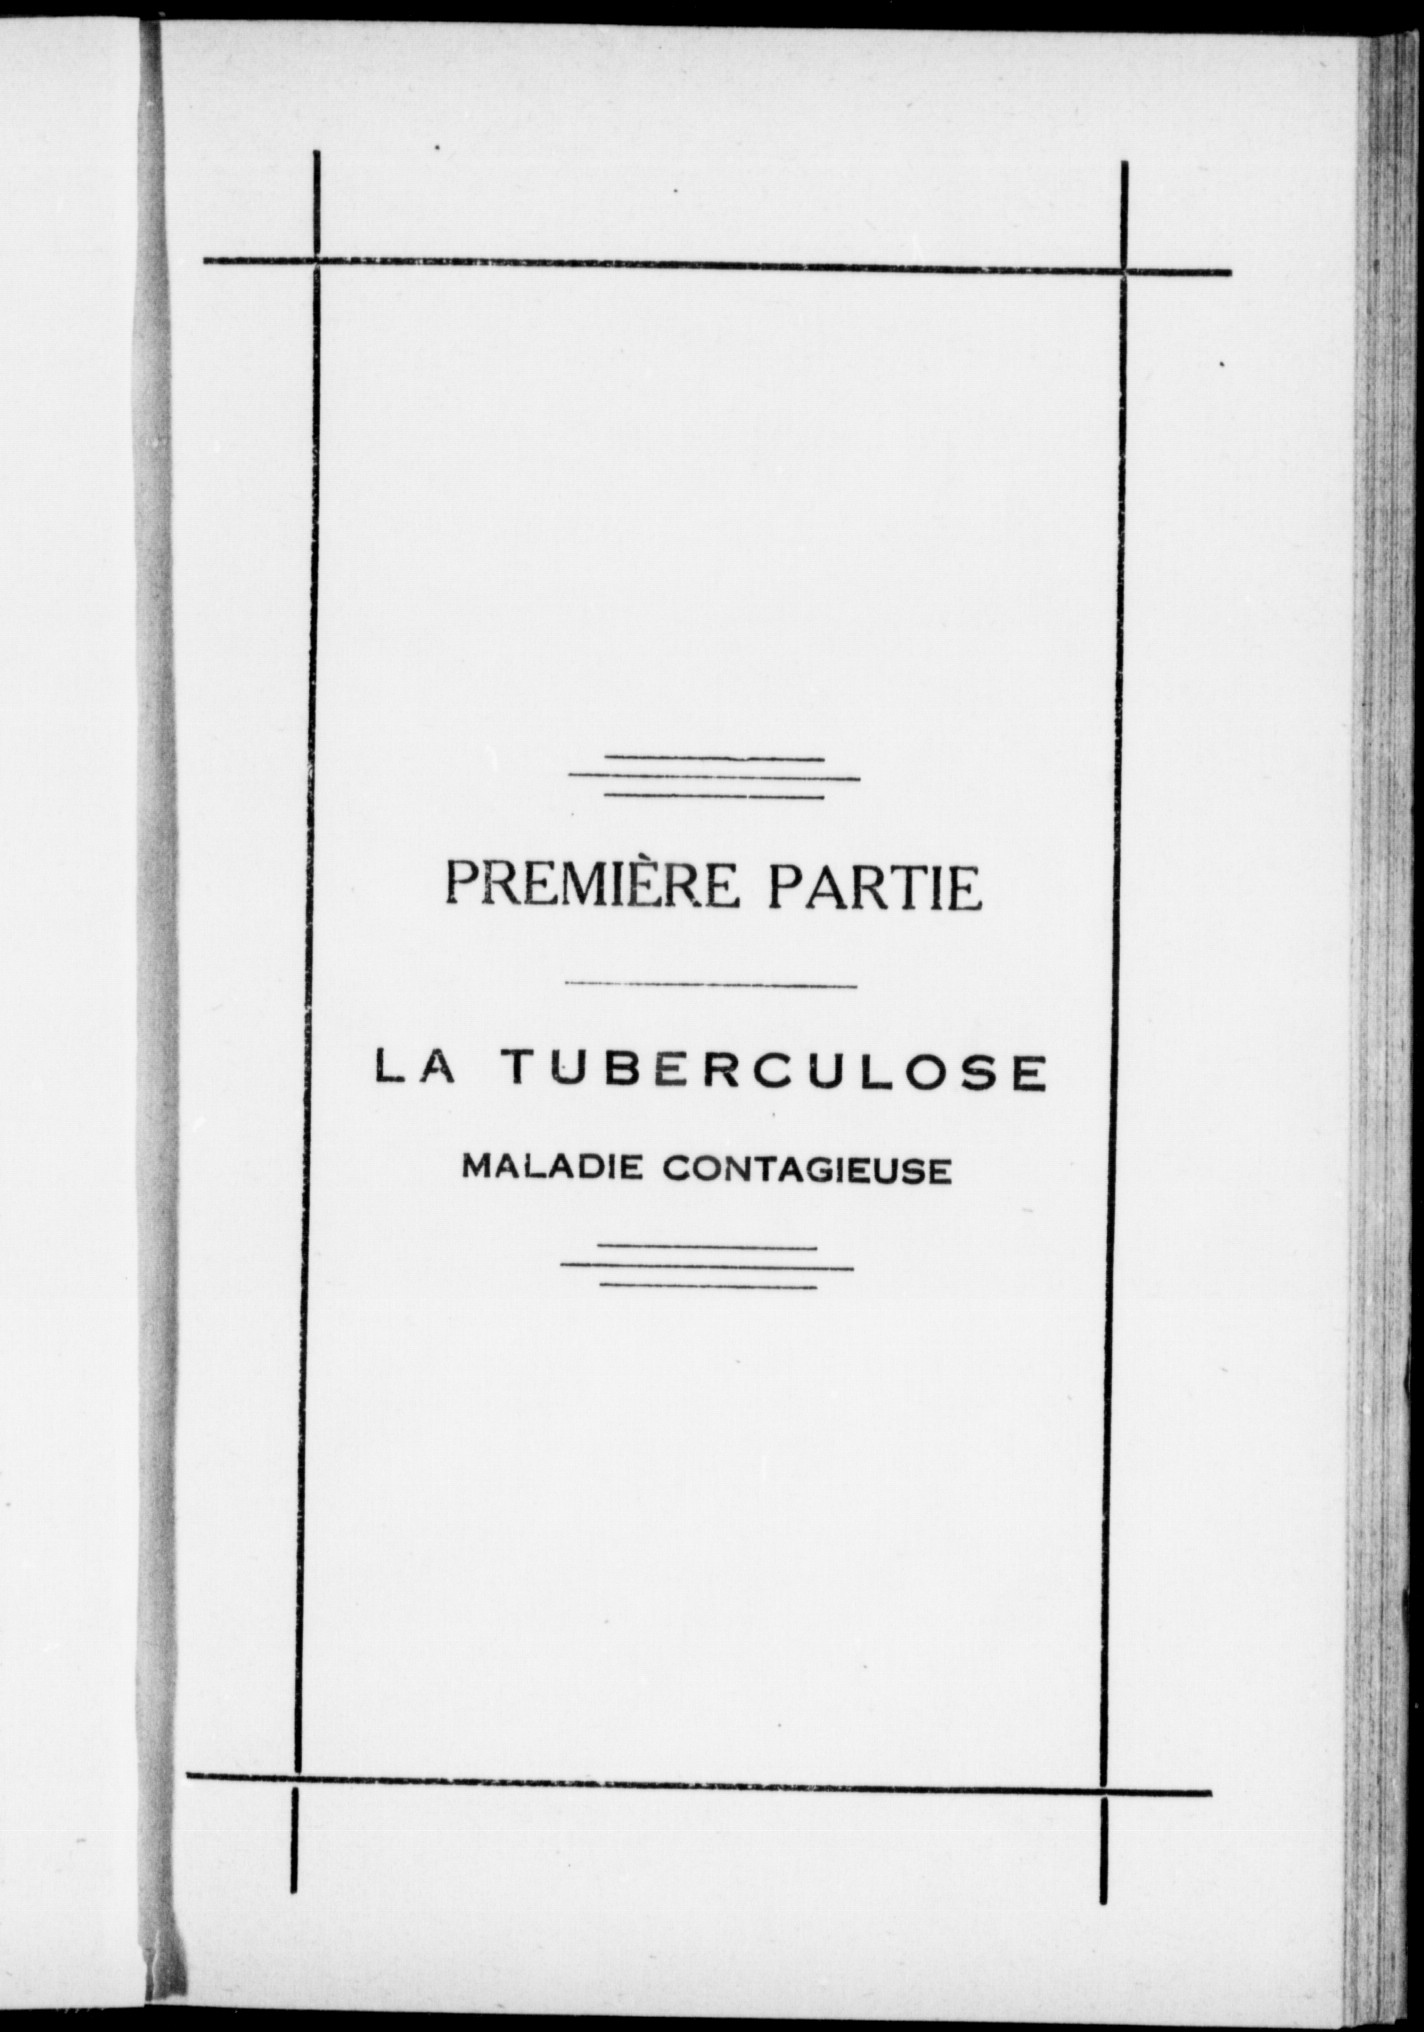 PREMIÈRE PARTIE
LA TUBERCULOSE
MALADIE CONTAGIEUSE